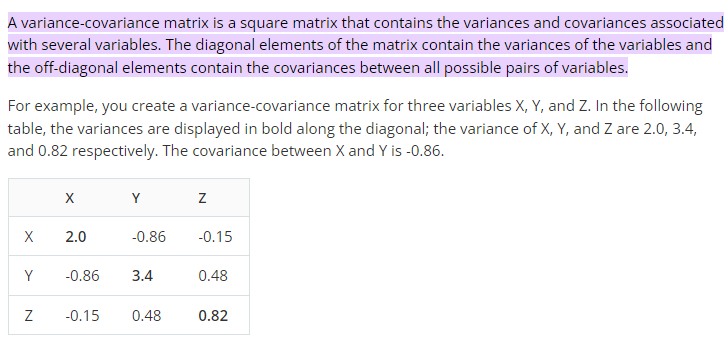 A variance-covariance matrix is a square matrix that contains the variances and covariances associated
with several variables. The diagonal elements of the matrix contain the variances of the variables and
the off-diagonal elements contain the covariances between all possible pairs of variables.
For example, you create a variance-covariance matrix for three variables X, Y, and Z. In the following
table, the variances are displayed in bold along the diagonal; the variance of X, Y, and Z are 2.0, 3.4,
and 0.82 respectively. The covariance between X and Y is -0.86.
X Y Z
X 2.0 -0.86 -0.15
Y -0.86 3.4 0.48
Z -0.15 0.48 0.82